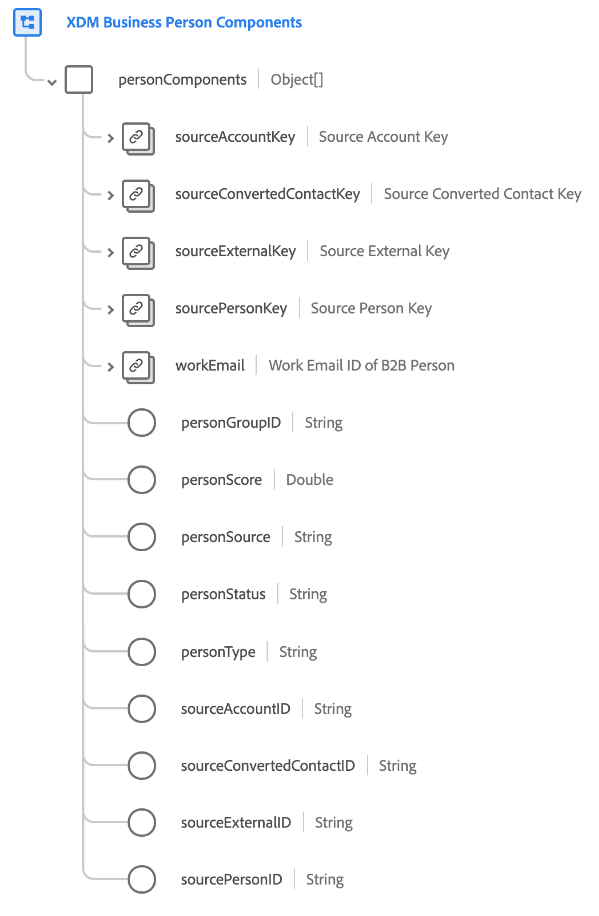 XDM Business Person Components
personComponents Object[]
sourceAccountKey Source Account Key
sourceConvertedContactKey Source Converted Contact Key
sourceExternalKey Source External Key
sourcePersonKey Source Person Key
workEmail Work Email ID of B2B Person
personGroupID String
personScore Double
personSource String
personStatus String
personType String
sourceAccountID String
sourceConvertedContactID String
sourceExternalID String
sourcePersonID String